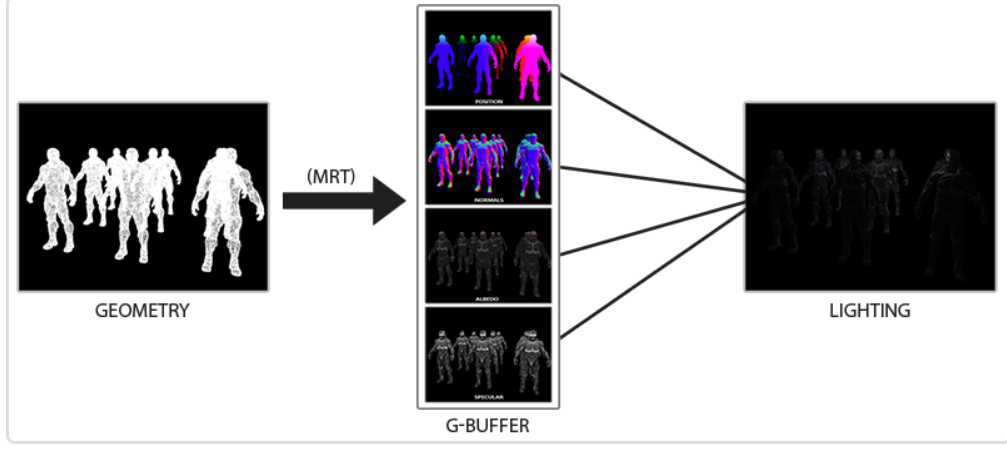 GEOMETRY
(MRT)
POSITION
NORMALS
ALBEDO
SPECULAR
G-BUFFER
LIGHTING